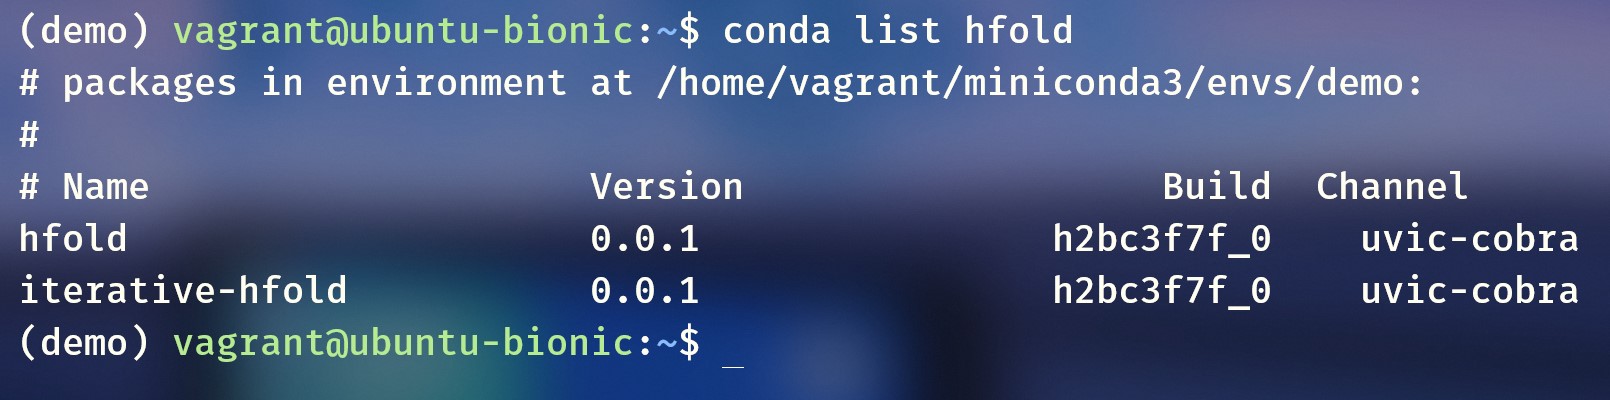 (demo) vagrant@ubuntu-bionic:~$ conda list hfold
# packages in environment at /home/vagrant/miniconda3/envs/demo:
#
# Name                    Version                   Build  Channel
hfold                     0.0.1                h2bc3f7f_0    uvic-cobra
iterative-hfold           0.0.1                h2bc3f7f_0    uvic-cobra
(demo) vagrant@ubuntu-bionic:~$ _